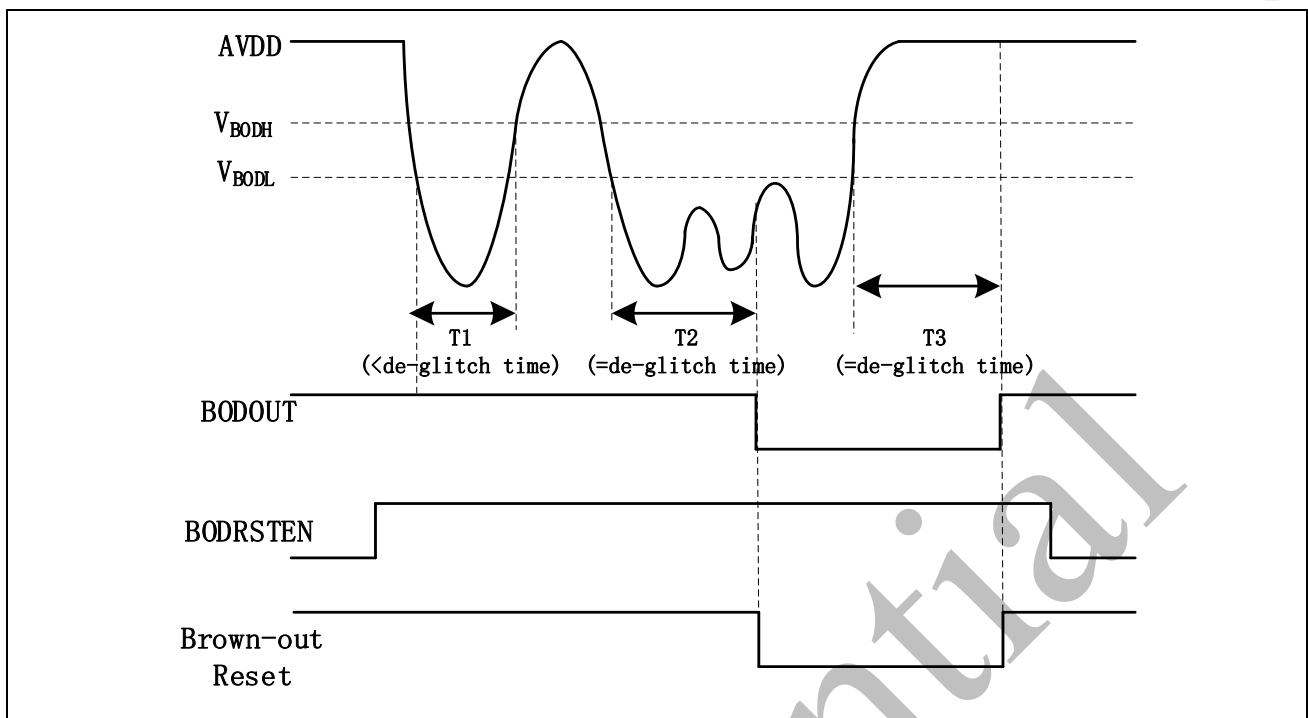 AVDD
VBODH
VBODL
T1
(<de-glitch time)
T2
(=de-glitch time)
T3
(=de-glitch time)
BODOUT
BODRSTEN
Brown-out
Reset
ntial